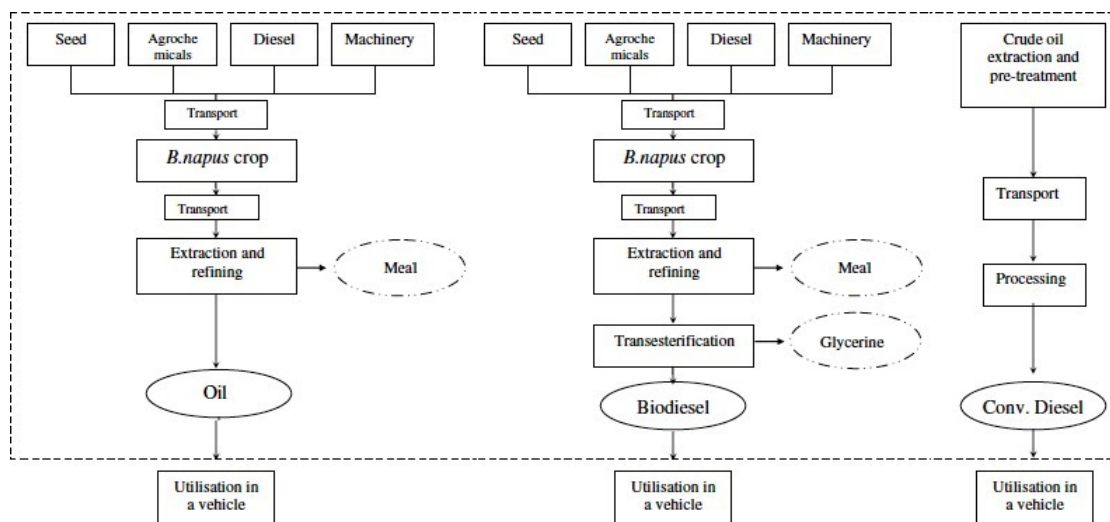 Seed
Agroche
micals
Diesel
Machinery
Seed
Agroche
micals
Diesel
Machinery
Crude oil
extraction and
pre-treatment
Transport
Transport
B.napus crop
B.napus crop
Transport
Transport
Transport
Extraction and
refining
Meal
Extraction and
refining
Meal
Processing
Transesterification
Glycerine
Oil
Biodiesel
Conv. Diesel
Utilisation in
a vehicle
Utilisation in
a vehicle
Utilisation in
a vehicle